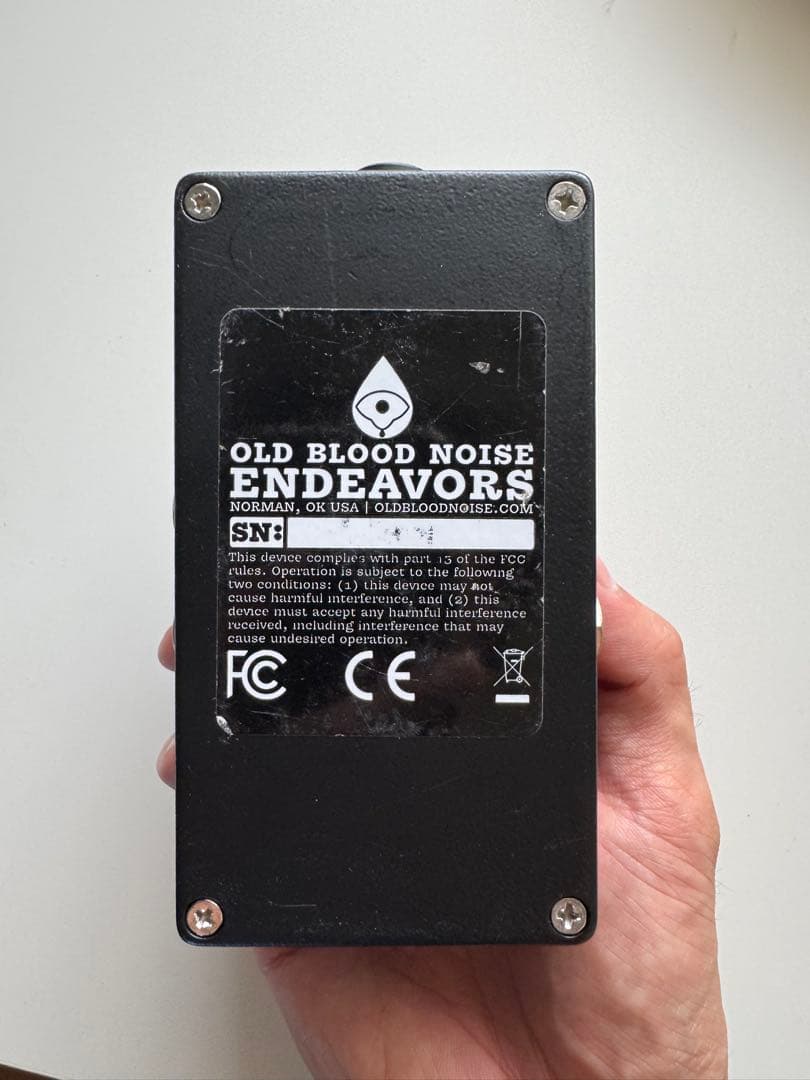 OLD BLOOD NOISE
ENDEAVORS
NORMAN, OK USA | OLDBLOODNOISE.COM
SN:
This device complies with part 15 of the FCC
rules. Operation is subject to the following
two conditions: (1) this device may not
cause harmful interference, and (2) this
device must accept any harmful interference
received, including interference that may
cause undesired operation.
FC CE